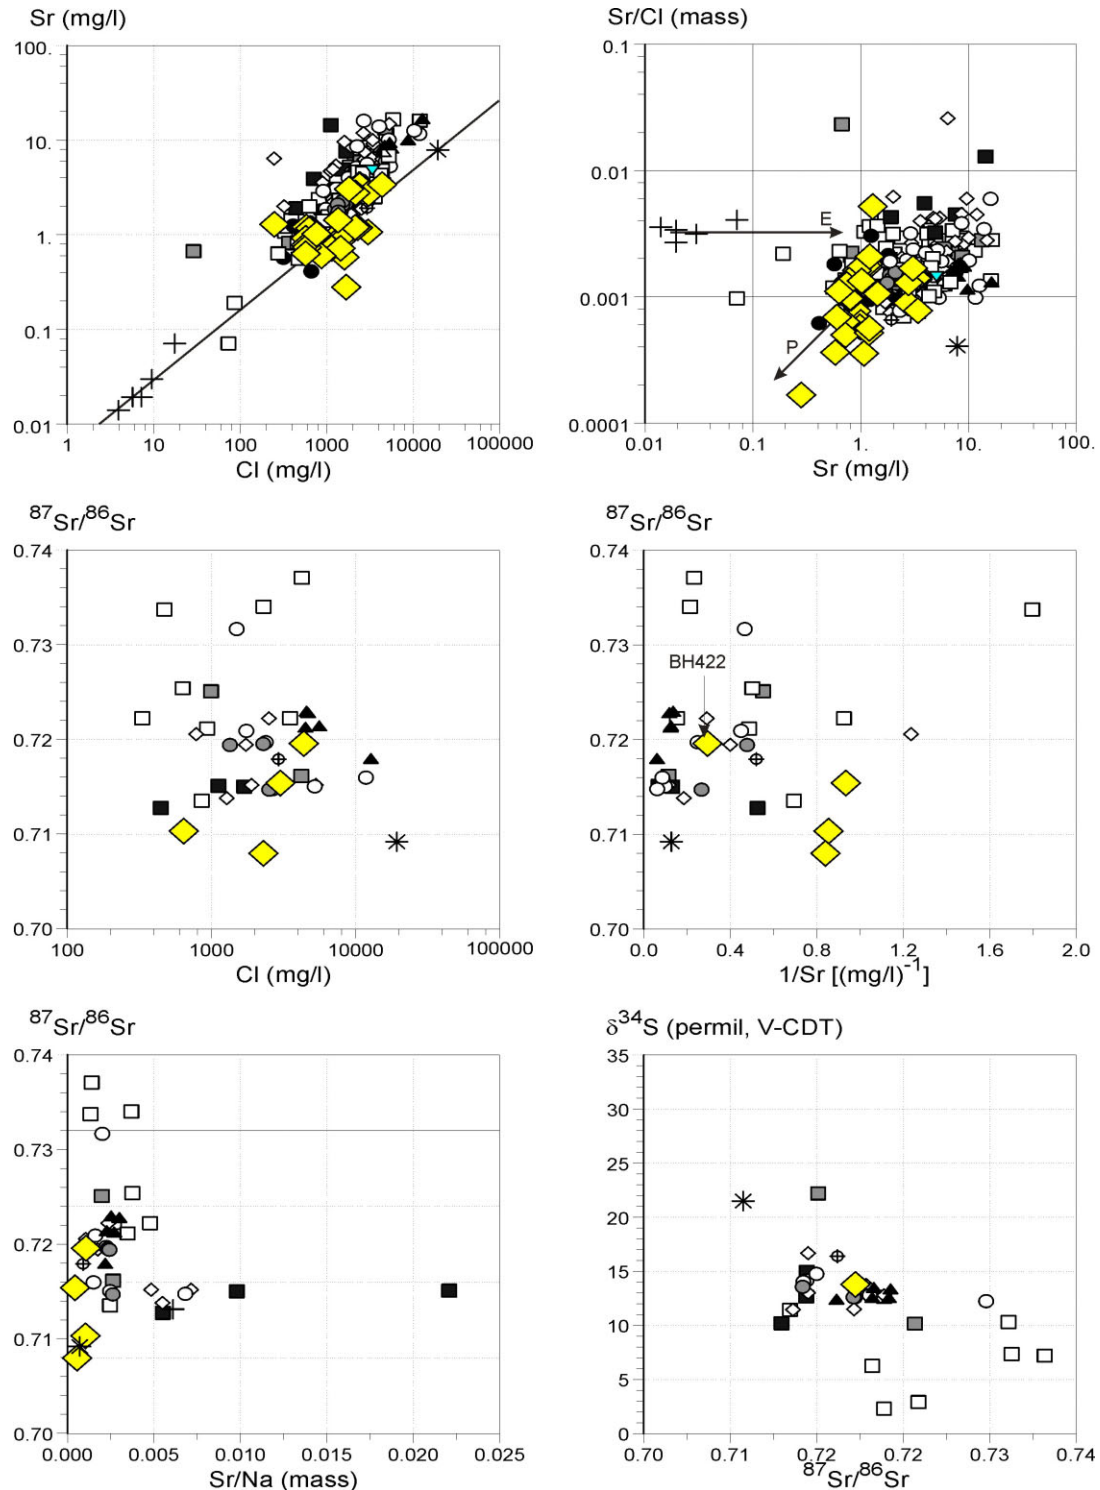 Sr (mg/l)
100.
10.
1.
0.1
0.01
1 10 100 1000 10000 100000
Cl (mg/l)
Sr/Cl (mass)
0.1
0.01
0.001
0.0001
E
P
0.01 0.1 1. 10. 100.
Sr (mg/l)
87Sr/86Sr
0.74
0.73
0.72
0.71
0.70
100 1000 10000 100000
Cl (mg/l)
87Sr/86Sr
0.74
0.73
0.72
0.71
0.70
BH422
0.0 0.4 0.8 1.2 1.6 2.0
1/Sr [(mg/l)-1]
87Sr/86Sr
0.74
0.73
0.72
0.71
0.70
0.000 0.005 0.010 0.015 0.020 0.025
Sr/Na (mass)
δ34S (permil, V-CDT)
35
30
25
20
15
10
5
0
0.70 0.71 0.72 0.72 0.73 0.74
87Sr/86Sr